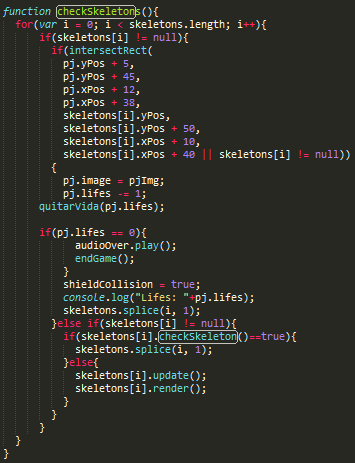 function checkSkeletons(){
for(var i = 0; i < skeletons.length; i++){
if(skeletons[i] != null){
if(intersectRect(
pj.yPos + 5,
pj.yPos + 45,
pj.xPos + 12,
pj.xPos + 38,
skeletons[i].yPos,
skeletons[i].yPos + 50,
skeletons[i].xPos + 10,
skeletons[i].xPos + 40 || skeletons[i] != null))
{
pj.image = pjImg;
pj.lifes -= 1;
quitarVida(pj.lifes);
if(pj.lifes == 0){
audioOver.play();
endGame();
}
shieldCollision = true;
console.log("Lifes: "+pj.lifes);
skeletons.splice(i, 1);
}else if(skeletons[i] != null){
if(skeletons[i].checkSkeleton()==true){
skeletons.splice(i, 1);
}else{
skeletons[i].update();
skeletons[i].render();
}
}
}
}
}